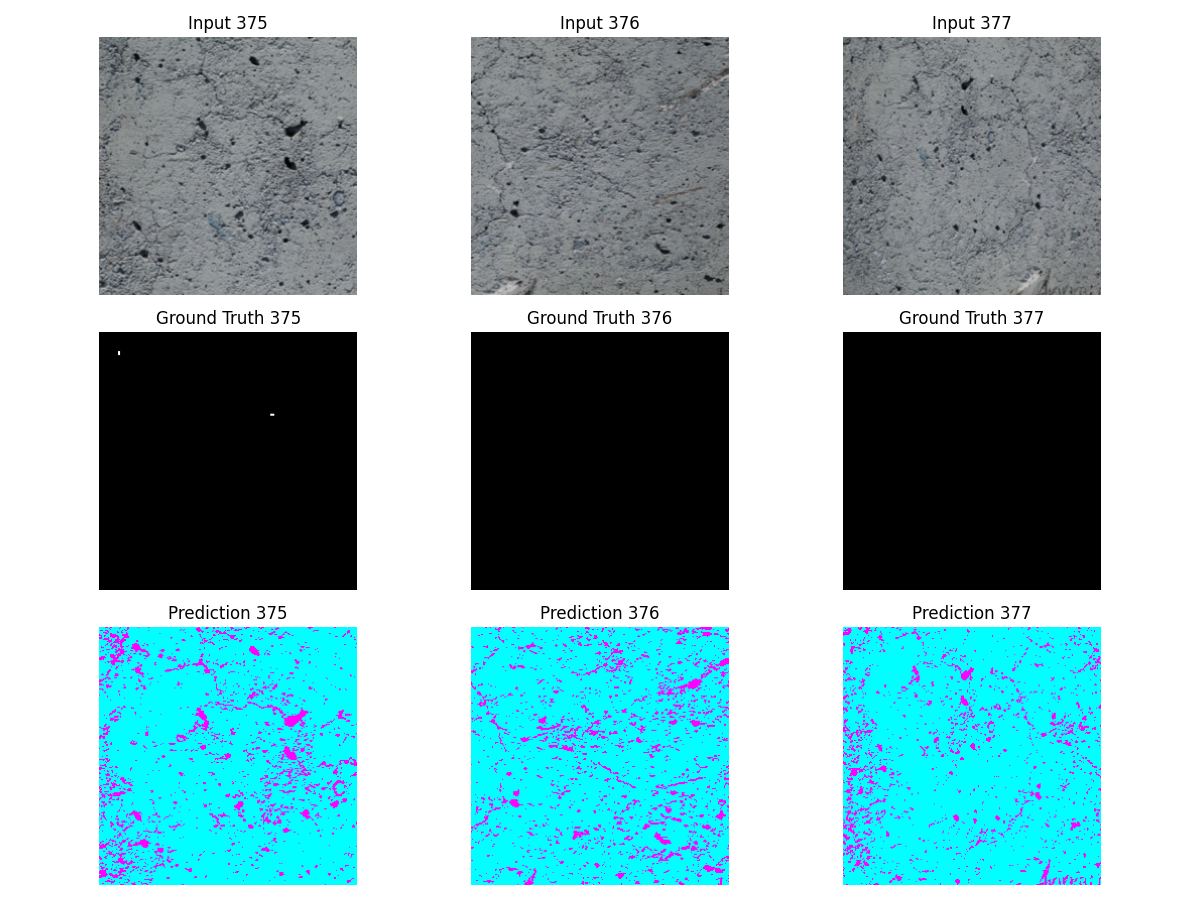 Input 375
Input 376
Input 377
Ground Truth 375
Ground Truth 376
Ground Truth 377
Prediction 375
Prediction 376
Prediction 377